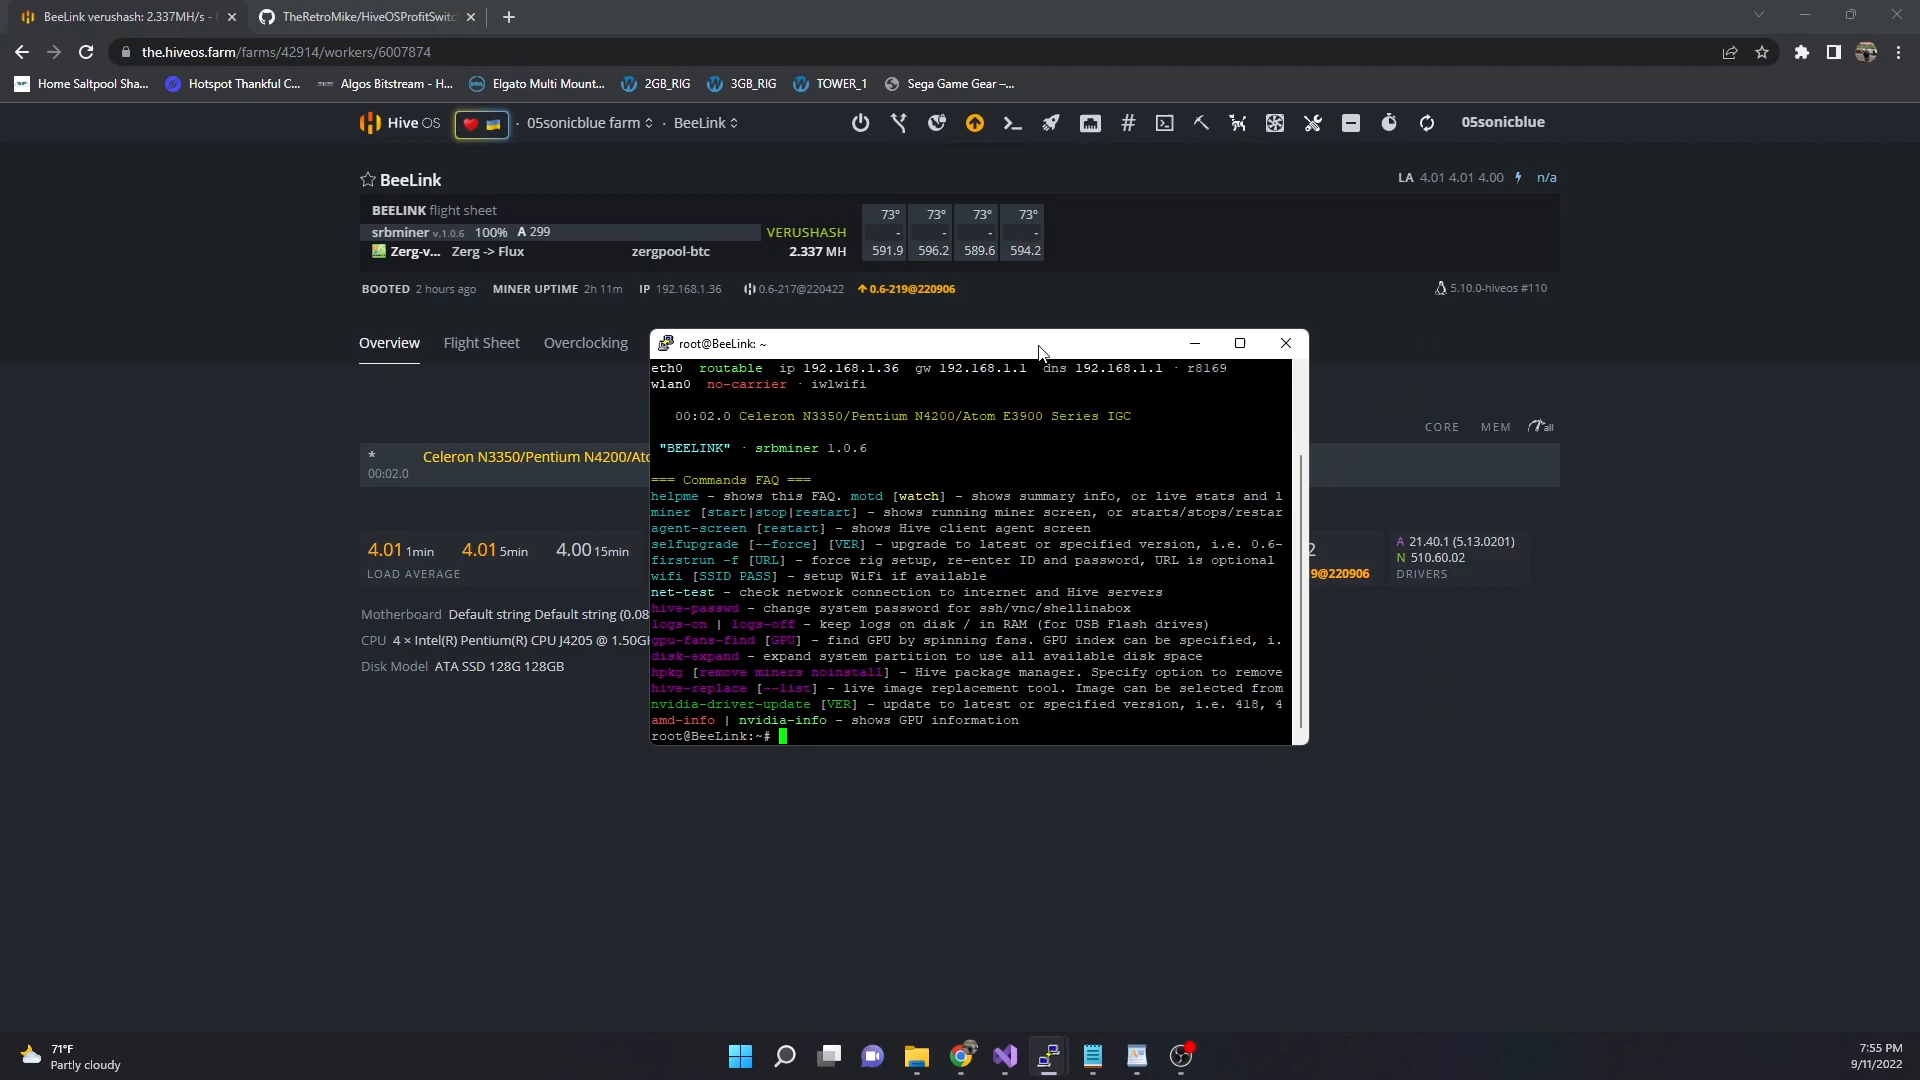 BeeLink verushash: 2.337MH/s -
TheRetroMike/HiveOSProfitSwitc
the.hiveos.farm/farms/42914/workers/6007874
Home Saltpool Sha...
Hotspot Thankful C...
Algos Bitstream - H...
Elgato Multi Mount...
2GB_RIG
3GB_RIG
TOWER_1
Sega Game Gear –...
Hive OS
05sonicblue farm
BeeLink
05sonicblue
BeeLink
LA 4.01 4.01 4.00 n/a
BEELINK flight sheet
73° 73° 73° 73°
srbminer v.1.0.6 100% A 299
VERUSHASH
- - - -
Zerg-v... Zerg -> Flux zergpool-btc 2.337 MH
591.9 596.2 589.6 594.2
BOOTED 2 hours ago MINER UPTIME 2h 11m IP 192.168.1.36 0.6-217@220422 0.6-219@220906
5.10.0-hiveos #110
Overview Flight Sheet Overclocking
root@BeeLink: ~
eth0 routable ip 192.168.1.36 gw 192.168.1.1 dns 192.168.1.1 · r8169
wlan0 no-carrier · iwlwifi
00:02.0 Celeron N3350/Pentium N4200/Atom E3900 Series IGC
"BEELINK" · srbminer 1.0.6
=== Commands FAQ ===
helpme - shows this FAQ. motd [watch] - shows summary info, or live stats and l
miner [start|stop|restart] - shows running miner screen, or starts/stops/restar
agent-screen [restart] - shows Hive client agent screen
selfupgrade [--force] [VER] - upgrade to latest or specified version, i.e. 0.6-
firstrun -f [URL] - force rig setup, re-enter ID and password, URL is optional
wifi [SSID PASS] - setup WiFi if available
net-test - check network connection to internet and Hive servers
hive-passwd - change system password for ssh/vnc/shellinabox
logs-on | logs-off - keep logs on disk / in RAM (for USB Flash drives)
gpu-fans-find [GPU] - find GPU by spinning fans. GPU index can be specified, i.
disk-expand - expand system partition to use all available disk space
hpkg [remove miners noinstall] - Hive package manager. Specify option to remove
hive-replace [--list] - live image replacement tool. Image can be selected from
nvidia-driver-update [VER] - update to latest or specified version, i.e. 418, 4
amd-info | nvidia-info - shows GPU information
root@BeeLink:~#
CORE MEM all
*
00:02.0
Celeron N3350/Pentium N4200/Ato
4.01 1min 4.01 5min 4.00 15min
LOAD AVERAGE
2
9@220906
A 21.40.1 (5.13.0201)
N 510.60.02
DRIVERS
Motherboard Default string Default string (0.08
CPU 4 × Intel(R) Pentium(R) CPU J4205 @ 1.50G
Disk Model ATA SSD 128G 128GB
71°F
Partly cloudy
7:55 PM
9/11/2022